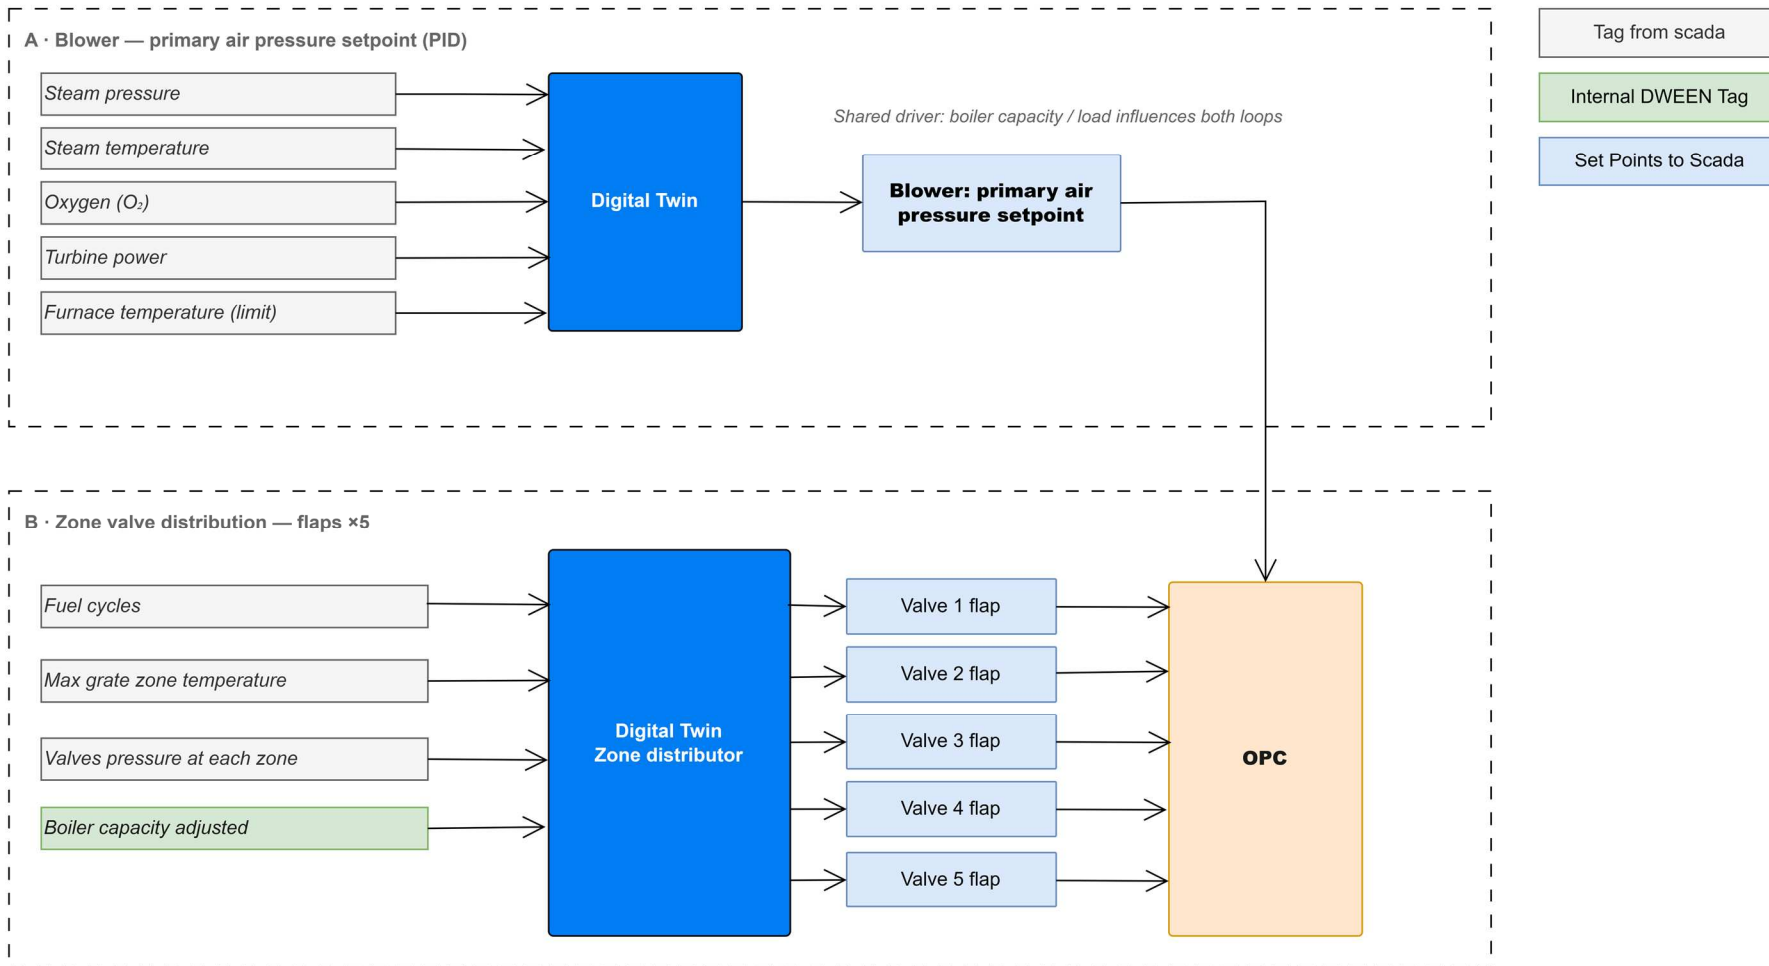 A · Blower — primary air pressure setpoint (PID)
Steam pressure
Steam temperature
Oxygen (O₂)
Turbine power
Furnace temperature (limit)
Digital Twin
Shared driver: boiler capacity / load influences both loops
Blower: primary air
pressure setpoint
Tag from scada
Internal DWEEN Tag
Set Points to Scada
B · Zone valve distribution — flaps ×5
Fuel cycles
Max grate zone temperature
Valves pressure at each zone
Boiler capacity adjusted
Digital Twin
Zone distributor
Valve 1 flap
Valve 2 flap
Valve 3 flap
Valve 4 flap
Valve 5 flap
OPC